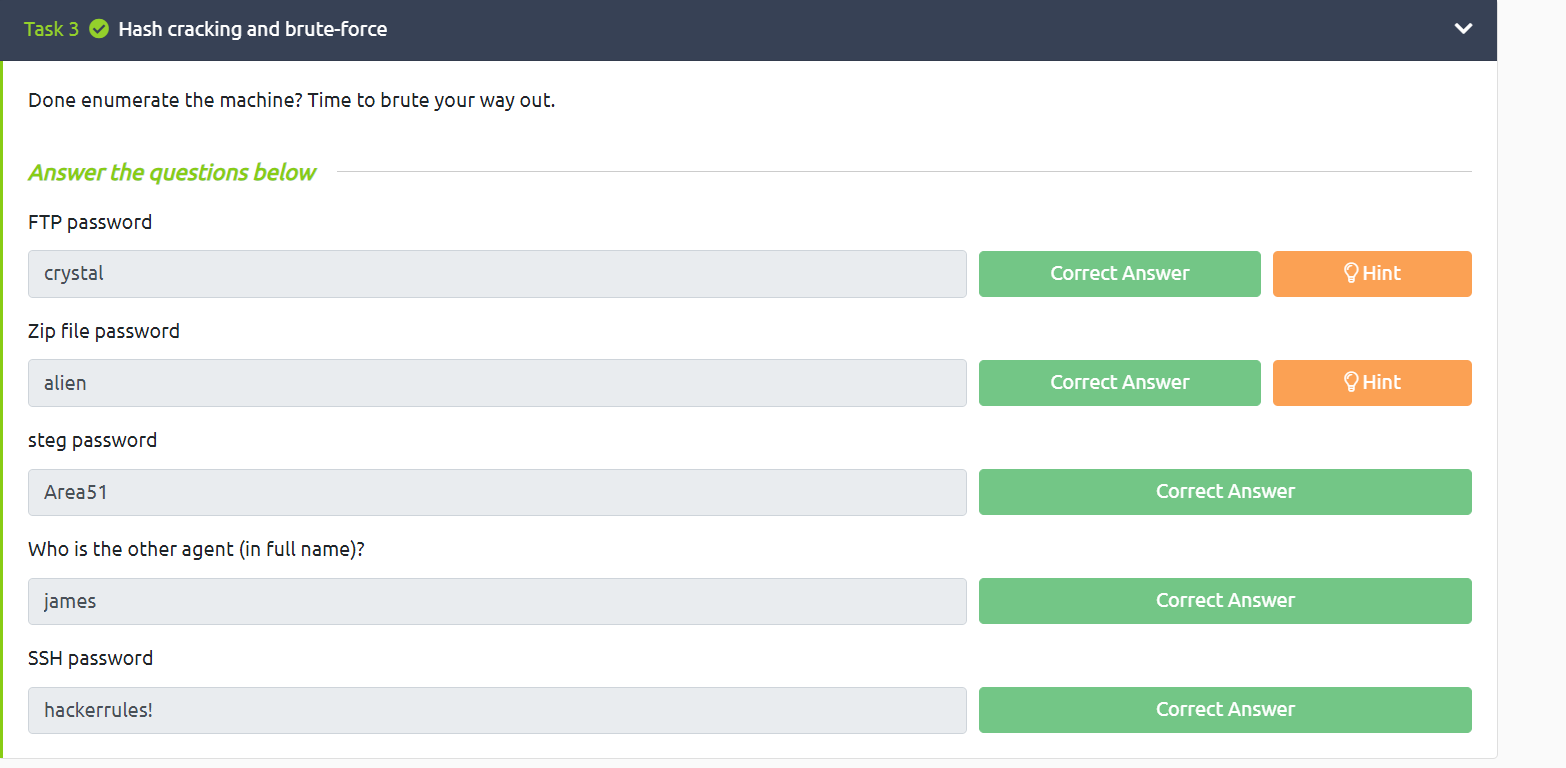 Task 3 Hash cracking and brute-force
Done enumerate the machine? Time to brute your way out.
Answer the questions below
FTP password
crystal Correct Answer Hint
Zip file password
alien Correct Answer Hint
steg password
Area51 Correct Answer
Who is the other agent (in full name)?
james Correct Answer
SSH password
hackerrules! Correct Answer